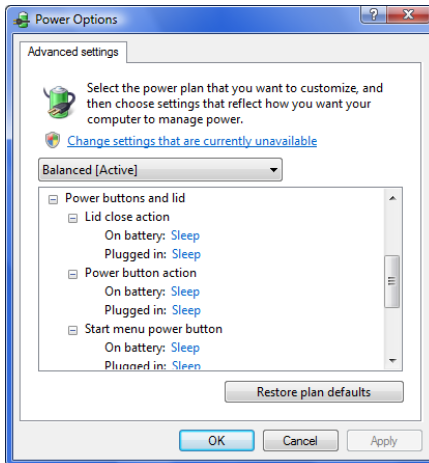 Power Options
Advanced settings
Select the power plan that you want to customize, and
then choose settings that reflect how you want your
computer to manage power.
Change settings that are currently unavailable
Balanced [Active]
Power buttons and lid
Lid close action
On battery: Sleep
Plugged in: Sleep
Power button action
On battery: Sleep
Plugged in: Sleep
Start menu power button
On battery: Sleep
Plugged in: Sleep
Restore plan defaults
OK Cancel Apply